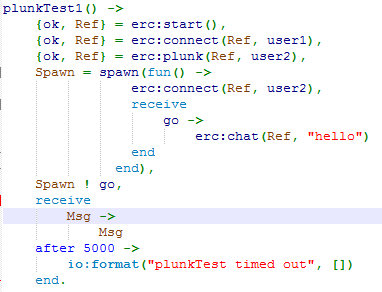 plunkTest1() ->
    {ok, Ref} = erc:start(),
    {ok, Ref} = erc:connect(Ref, user1),
    {ok, Ref} = erc:plunk(Ref, user2),
    Spawn = spawn(fun() ->
                erc:connect(Ref, user2),
                receive
                    go ->
                        erc:chat(Ref, "hello")
                end
              end),
    Spawn ! go,
    receive
        Msg ->
            Msg
    after 5000 ->
        io:format("plunkTest timed out", [])
    end.